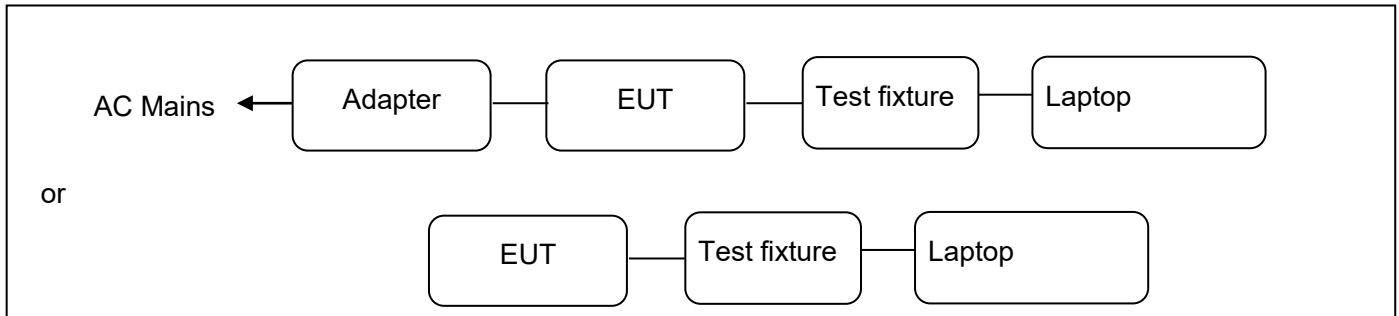 AC Mains
Adapter
EUT
Test fixture
Laptop
or
EUT
Test fixture
Laptop